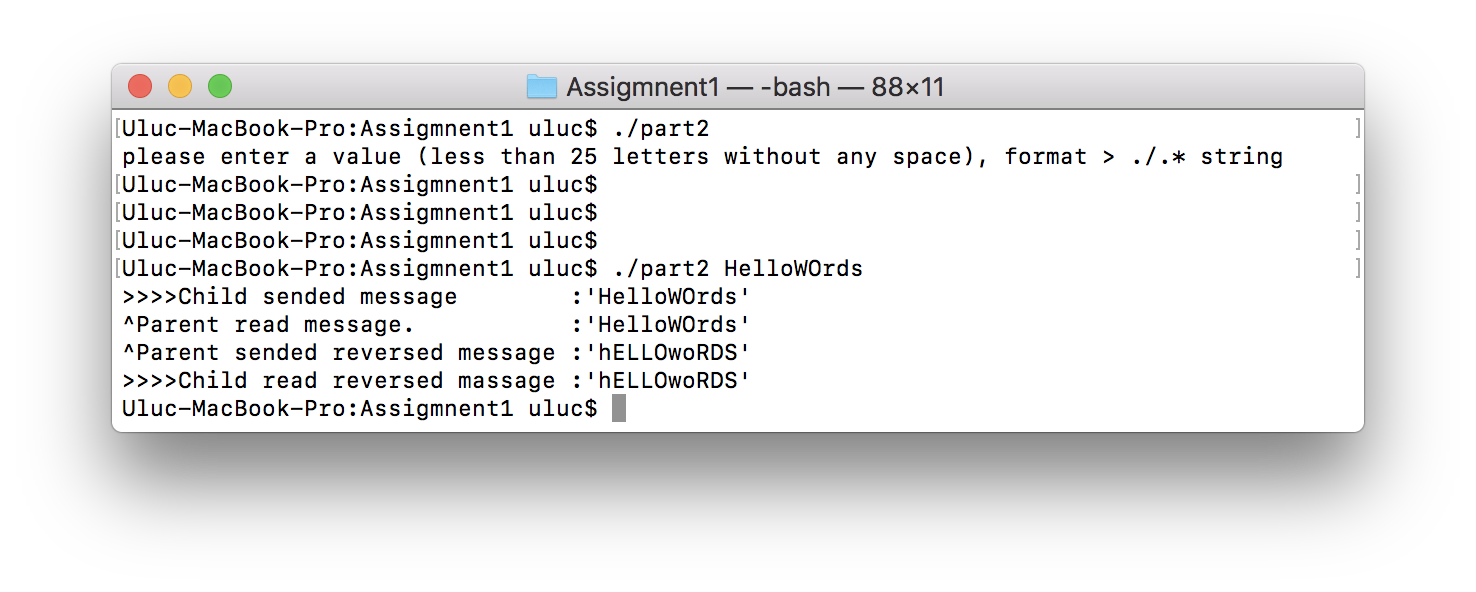 Assigmnent1 — -bash — 88×11
[Uluc-MacBook-Pro:Assigmnent1 uluc$ ./part2 ]
please enter a value (less than 25 letters without any space), format > ./.* string
[Uluc-MacBook-Pro:Assigmnent1 uluc$ ]
[Uluc-MacBook-Pro:Assigmnent1 uluc$ ]
[Uluc-MacBook-Pro:Assigmnent1 uluc$ ]
[Uluc-MacBook-Pro:Assigmnent1 uluc$ ./part2 HelloWOrds ]
>>>>Child sended message        :'HelloWOrds'
^Parent read message.           :'HelloWOrds'
^Parent sended reversed message :'hELLOwoRDS'
>>>>Child read reversed massage :'hELLOwoRDS'
Uluc-MacBook-Pro:Assigmnent1 uluc$